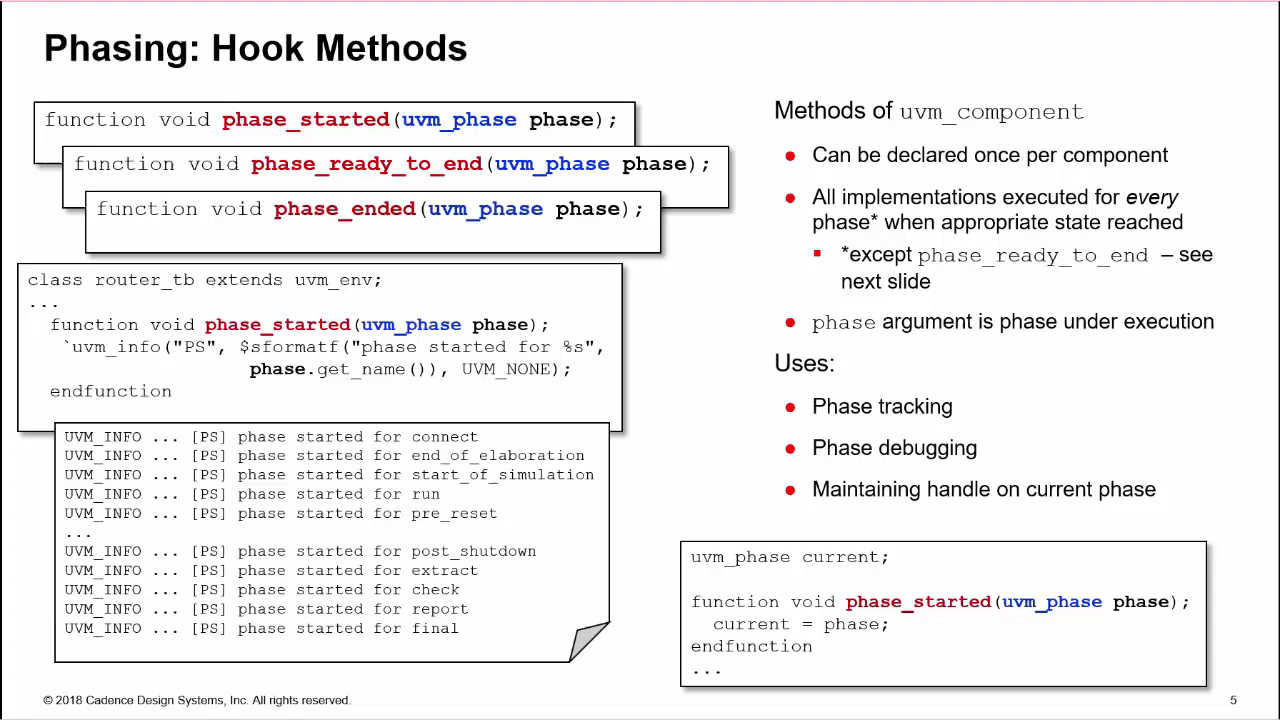 Phasing: Hook Methods
function void phase_started(uvm_phase phase);
function void phase_ready_to_end(uvm_phase phase);
function void phase_ended(uvm_phase phase);
class router_tb extends uvm_env;
...
function void phase_started(uvm_phase phase);
`uvm_info("PS", $sformatf("phase started for %s",
phase.get_name()), UVM_NONE);
endfunction
UVM_INFO ... [PS] phase started for connect
UVM_INFO ... [PS] phase started for end_of_elaboration
UVM_INFO ... [PS] phase started for start_of_simulation
UVM_INFO ... [PS] phase started for run
UVM_INFO ... [PS] phase started for pre_reset
...
UVM_INFO ... [PS] phase started for post_shutdown
UVM_INFO ... [PS] phase started for extract
UVM_INFO ... [PS] phase started for check
UVM_INFO ... [PS] phase started for report
UVM_INFO ... [PS] phase started for final
Methods of uvm_component
● Can be declared once per component
● All implementations executed for every
phase* when appropriate state reached
▪ *except phase_ready_to_end – see
next slide
● phase argument is phase under execution
Uses:
● Phase tracking
● Phase debugging
● Maintaining handle on current phase
uvm_phase current;
function void phase_started(uvm_phase phase);
current = phase;
endfunction
...
© 2018 Cadence Design Systems, Inc. All rights reserved.
5